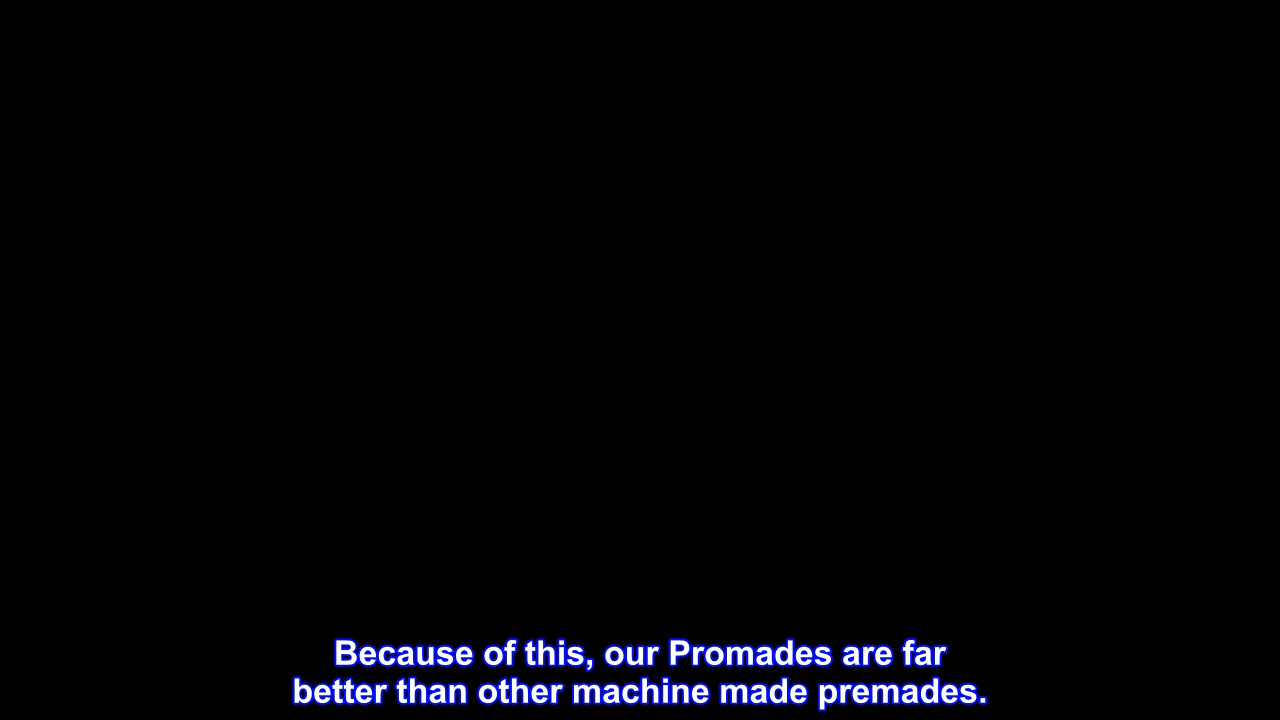 Because of this, our Promades are far
better than other machine made premades.